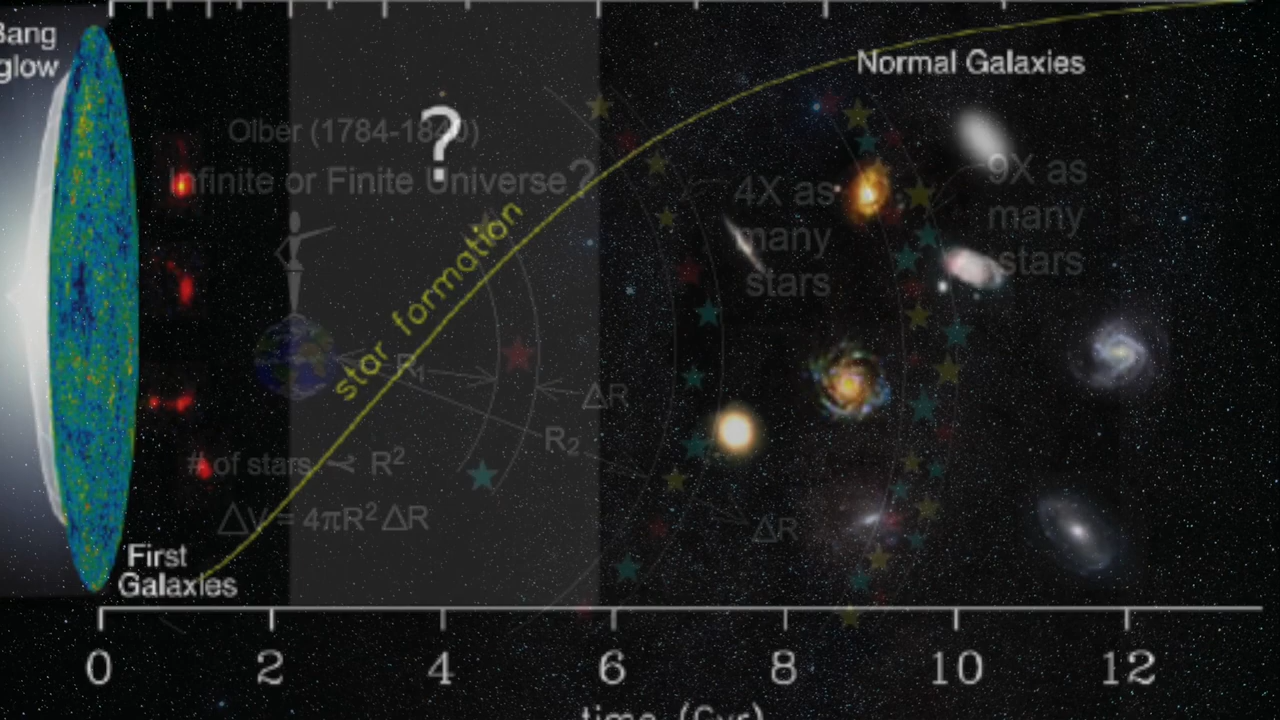 Bang
glow
Normal Galaxies
?
Olber (1784-1840)
Infinite or Finite Universe?
4X as
many
stars
9X as
many
stars
star formation
R₁
ΔR
R₂
# of stars ∝ R²
ΔV = 4πR²ΔR
ΔR
First
Galaxies
0 2 4 6 8 10 12
time (Gyr)